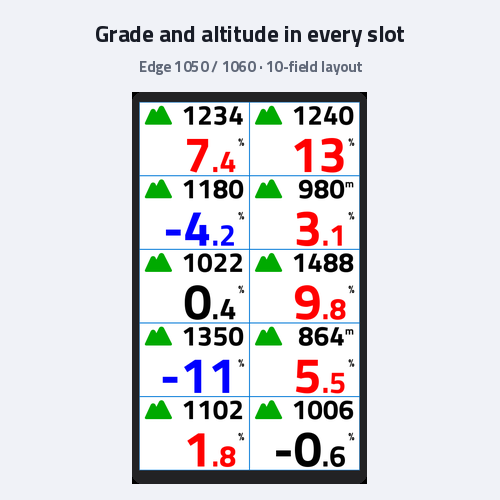 Grade and altitude in every slot
Edge 1050 / 1060 · 10-field layout
1234 1240
7.4 % 13 %
1180 980 m
-4.2 % 3.1 %
1022 1488
0.4 % 9.8 %
1350 864 m
-11 % 5.5 %
1102 1006
1.8 % -0.6 %